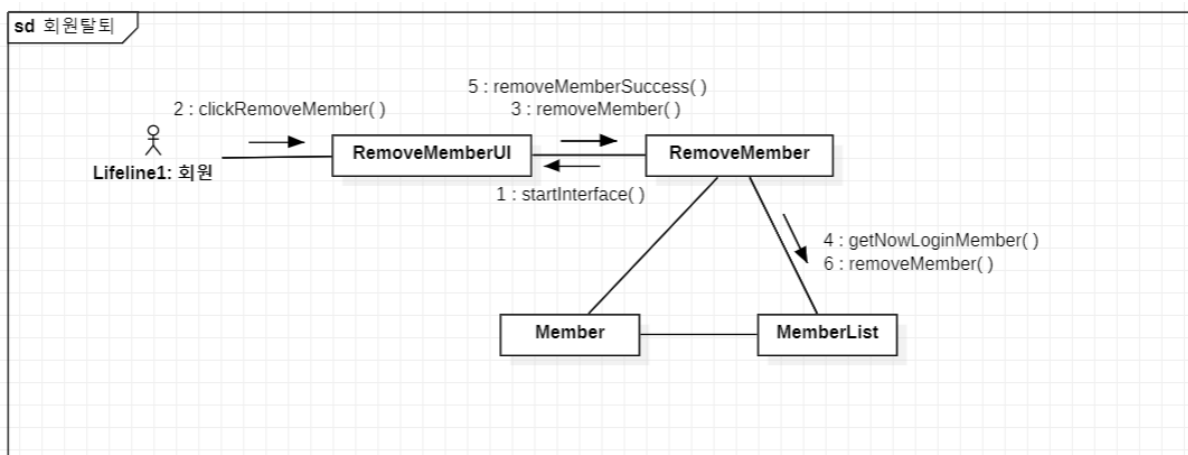 sd 회원탈퇴
5 : removeMemberSuccess( )
2 : clickRemoveMember( )
3 : removeMember( )
RemoveMemberUI
RemoveMember
Lifeline1: 회원
1 : startInterface( )
4 : getNowLoginMember( )
6 : removeMember( )
Member
MemberList